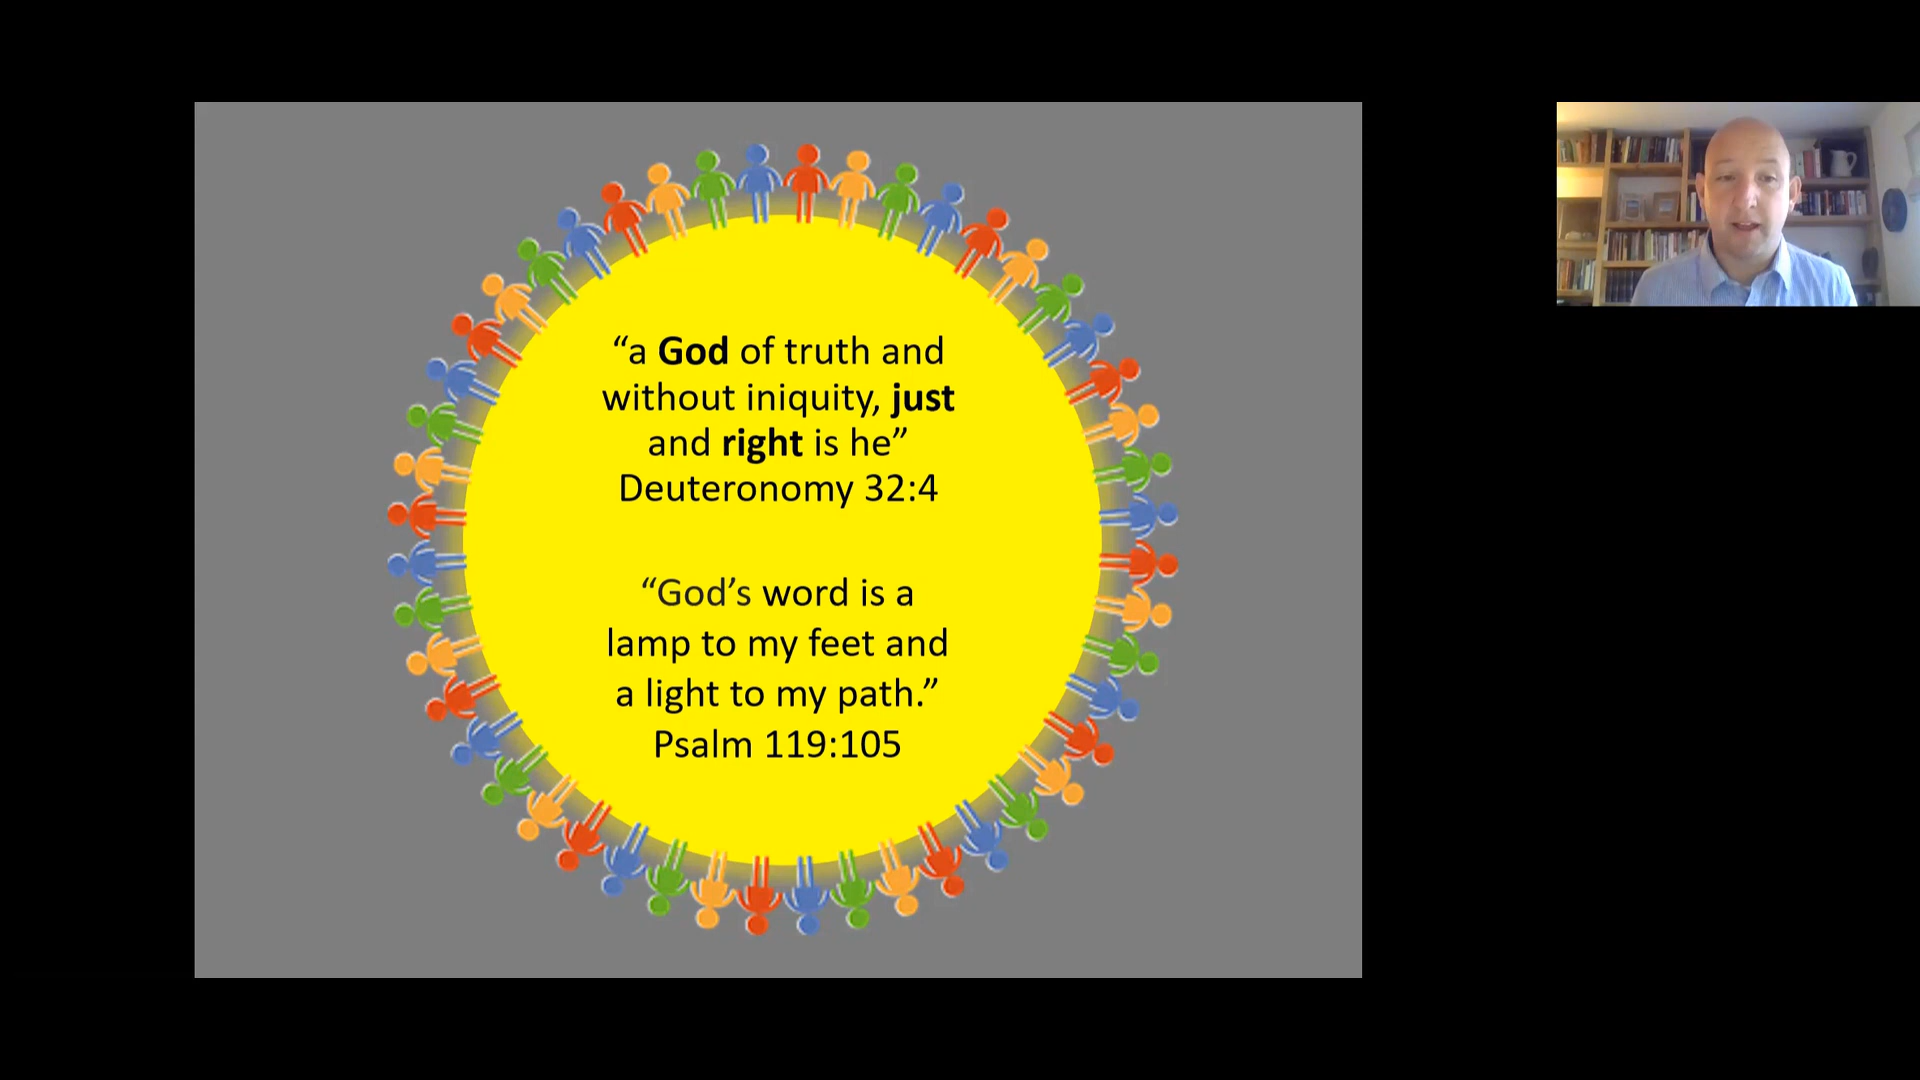 “a God of truth and
without iniquity, just
and right is he”
Deuteronomy 32:4
“God’s word is a
lamp to my feet and
a light to my path.”
Psalm 119:105